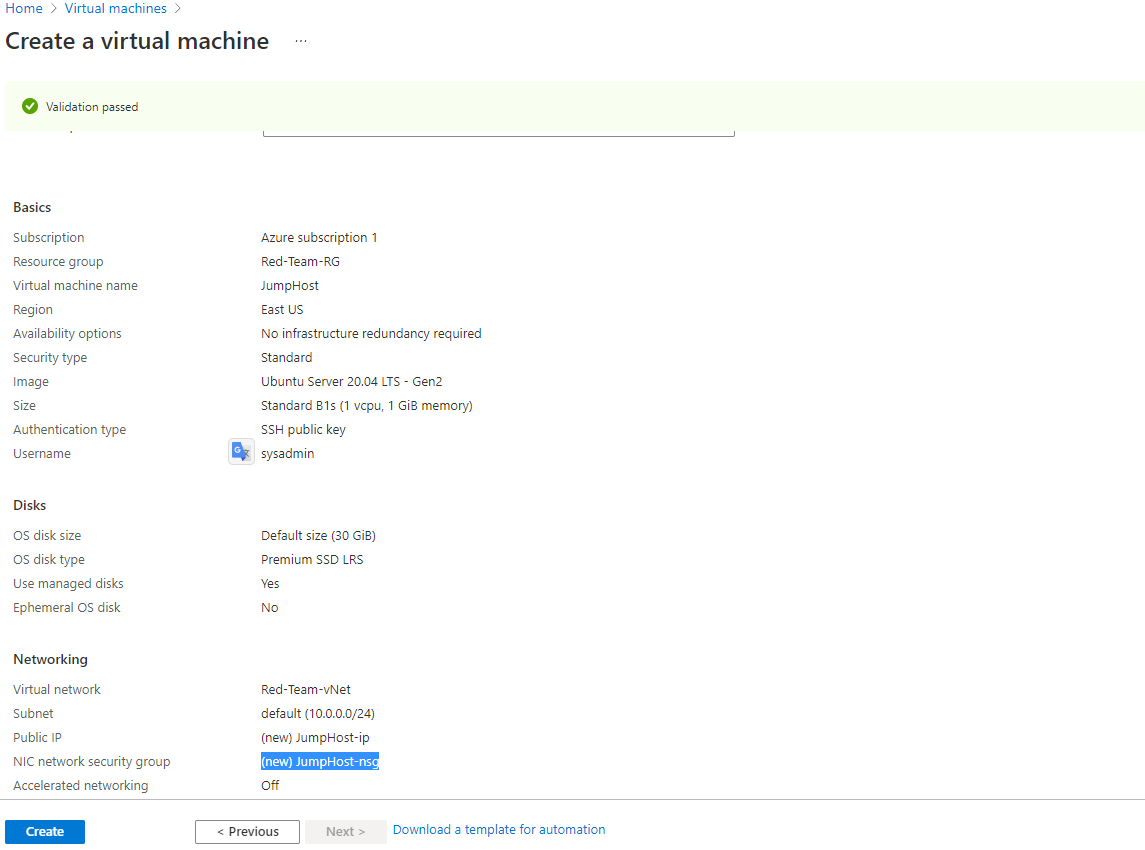 Home > Virtual machines >
Create a virtual machine ...
Validation passed
Basics
Subscription Azure subscription 1
Resource group Red-Team-RG
Virtual machine name JumpHost
Region East US
Availability options No infrastructure redundancy required
Security type Standard
Image Ubuntu Server 20.04 LTS - Gen2
Size Standard B1s (1 vcpu, 1 GiB memory)
Authentication type SSH public key
Username sysadmin
Disks
OS disk size Default size (30 GiB)
OS disk type Premium SSD LRS
Use managed disks Yes
Ephemeral OS disk No
Networking
Virtual network Red-Team-vNet
Subnet default (10.0.0.0/24)
Public IP (new) JumpHost-ip
NIC network security group (new) JumpHost-nsg
Accelerated networking Off
Create < Previous Next > Download a template for automation